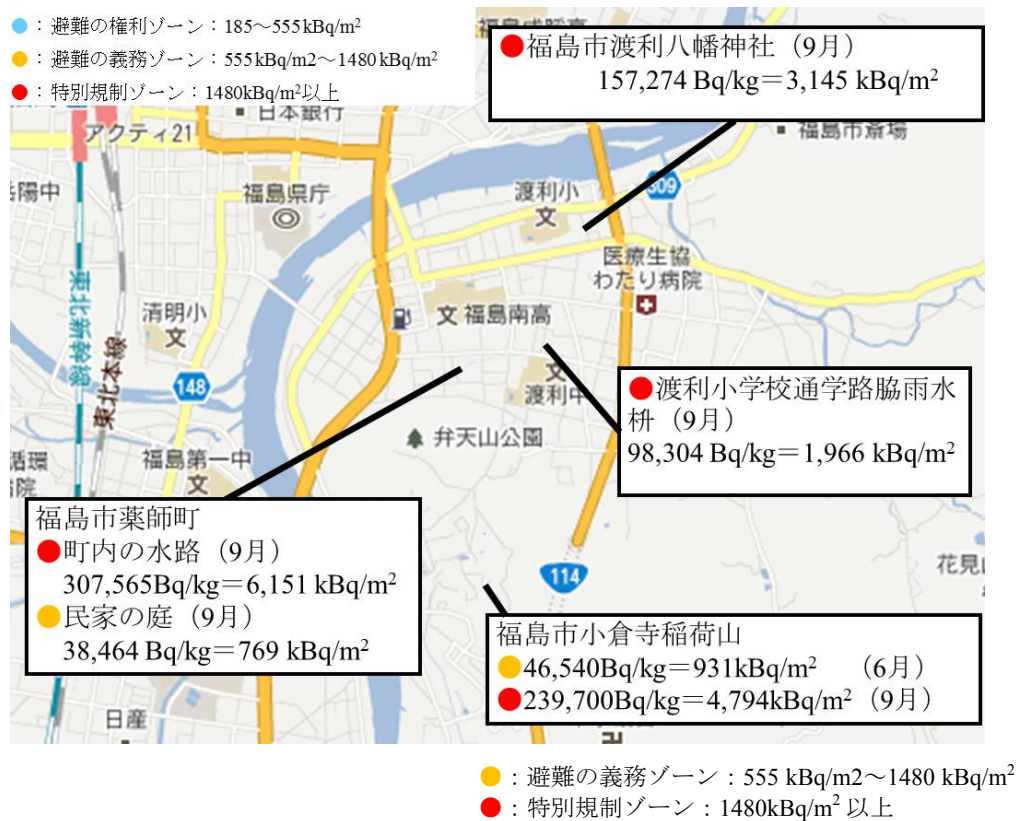 ●：避難の権利ゾーン：185～555kBq/m²
●：避難の義務ゾーン：555kBq/m2～1480kBq/m²
●：特別規制ゾーン：1480kBq/m²以上
●福島市渡利八幡神社（9月）
157,274 Bq/kg＝3,145 kBq/m²
日本銀行
アクティ21
福島市斎場
陽中
福島県庁
渡利小
文
309
医療生協
わたり病院
清明小
文
文 福島南高
東北新幹線
東北本線
148
文
渡利中
●渡利小学校通学路脇雨水
枡（9月）
98,304 Bq/kg＝1,966 kBq/m²
弁天山公園
循環
院
福島第一中
文
福島市薬師町
●町内の水路（9月）
307,565Bq/kg＝6,151 kBq/m²
●民家の庭（9月）
38,464 Bq/kg＝769 kBq/m²
114
花見
福島市小倉寺稲荷山
●46,540Bq/kg＝931kBq/m² （6月）
●239,700Bq/kg＝4,794kBq/m²（9月）
日産
●：避難の義務ゾーン：555 kBq/m2～1480 kBq/m²
●：特別規制ゾーン：1480kBq/m² 以上